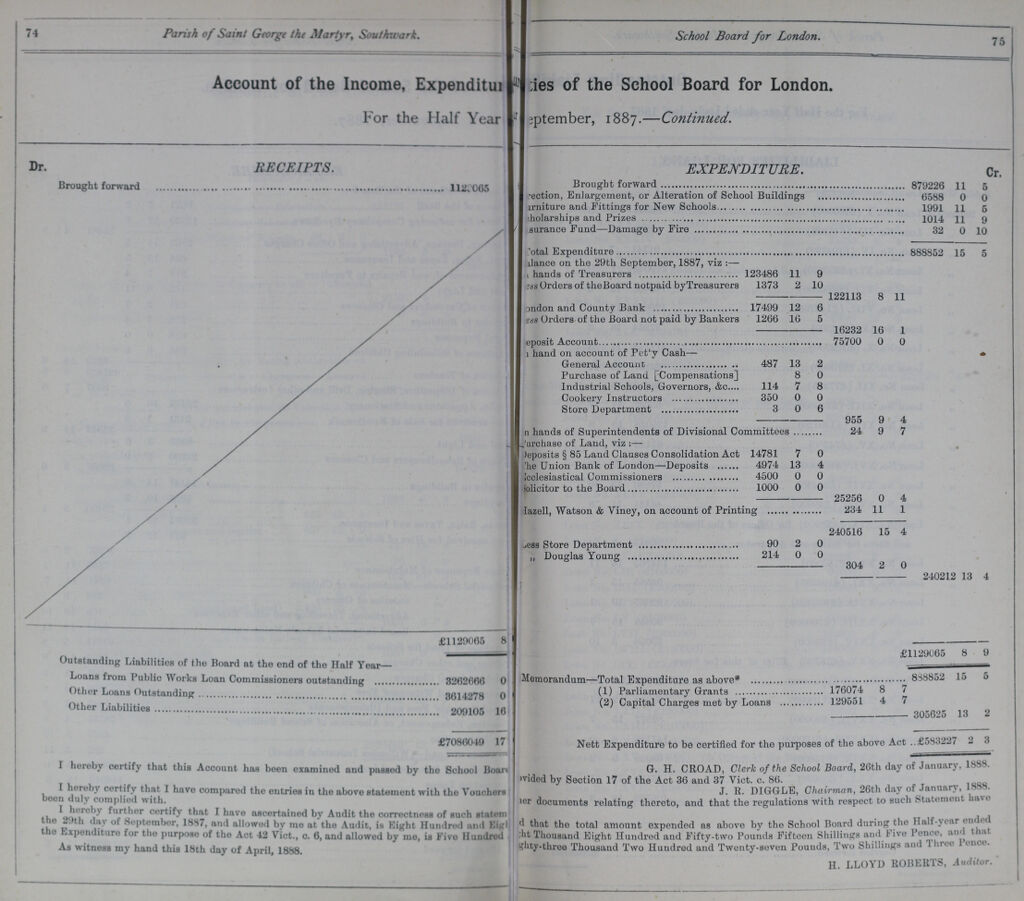 74
Parish of Saint George the Martyr, Southwark.
Account of the Income, Expenditu
For the Half Year
Dr.
RECEIPTS.
Brought forward 112,065
£1129065 8
Outstanding Liabilities of the Board at the end of the Half Year—
Loans from Public Works Loan Commissioners outstanding 3262666 0
Other Loans Outstanding 3614278 0
Other Liabilities 209105 16
£7086049 17
I hereby certify that this Account has been examined and passed by the School Boar
I hereby certify that I have compared the entries in the above statement with the Vouchers
been duly complied with.
I hereby further certify that I have ascertained by Audit the correctness of such statem
the 29th day of September, 1887, and allowed by me at the Audit, is Eight Hundred and Eig
the Expenditure for the purpose of the Act 42 Vict., c. 6, and allowed by me, is Five Hundred
As witness my hand this 18th day of April, 1888.
School Board for London.
75
ies of the School Board for London.
eptember, 1887.—Continued.
EXPENDITURE.
Cr.
Brought forward 879226 11 5
rection, Enlargement, or Alteration of School Buildings 6588 0 0
urniture and Fittings for New Schools 1991 11 5
holarships and Prizes 1014 11 9
surance Fund—Damage by Fire 32 0 10
otal Expenditure 888852 15 5
lance on the 29th September, 1887, viz :—
hands of Treasurers 123486 11 9
ess Orders of the Board not paid by Treasurers 1373 2 10
122113 8 11
ondon and County Bank 17499 12 6
ess Orders of the Board not paid by Bankers 1266 16 5
16232 16 1
eposit Account 75700 0 0
hand on account of Pet'y Cash—
General Account 487 13 2
Purchase of Land [Compensations] 8 0
Industrial Schools, Governors, &c. 114 7 8
Cookery Instructors 350 0 0
Store Department 3 0 6
955 9 4
n hands of Superintendents of Divisional Committees 24 9 7
urchase of Land, viz :—
Deposits § 85 Land Clauses Consolidation Act 14781 7 0
he Union Bank of London—Deposits 4974 13 4
cclesiastical Commissioners 4500 0 0
olicitor to the Board 1000 0 0
25256 0 4
Hazell, Watson & Viney, on account of Printing 234 11 1
240516 15 4
ess Store Department 90 2 0
„ Douglas Young 214 0 0
304 2 0
240212 13 4
£1129065 8 9
Memorandum—Total Expenditure as above* 888852 15 5
(1) Parliamentary Grants 176074 8 7
(2) Capital Charges met by Loans 129551 4 7
305625 13 2
Nett Expenditure to be certified for the purposes of the above Act £583227 2 3
G. H. CROAD, Clerk of the School Board, 26th day of January, 1888.
vided by Section 17 of the Act 36 and 37 Vict. c. 86.
J. R. DIGGLE, Chairman, 26th day of January, 1888.
er documents relating thereto, and that the regulations with respect to such Statement have
d that the total amount expended as above by the School Board during the Half-year ended
ht Thousand Eight Hundred and Fifty-two Pounds Fifteen Shillings and Five Pence, and that
ghty-three Thousand Two Hundred and Twenty-seven Pounds, Two Shillings and Three Pence.
H. LLOYD ROBERTS, Auditor.